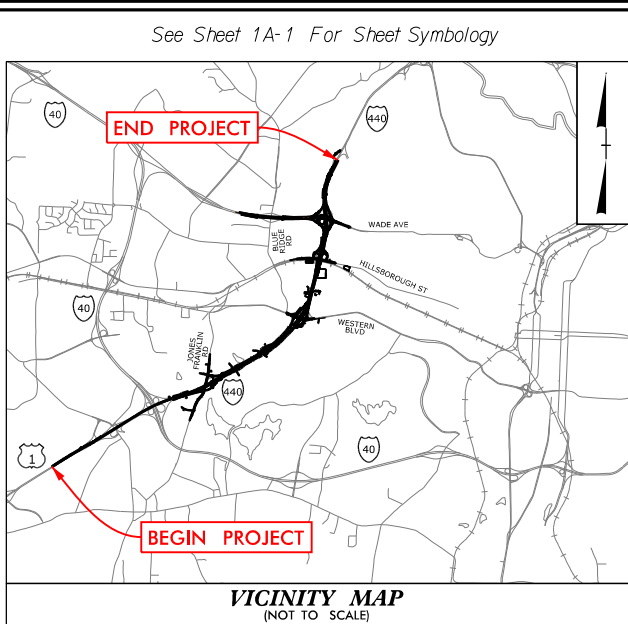 See Sheet 1A-1 For Sheet Symbology
40
440
END PROJECT
WADE AVE
BLUE
RIDGE
RD
HILLSBOROUGH ST
40
WESTERN
BLVD
JONES
FRANKLIN
RD
440
40
1
BEGIN PROJECT
VICINITY MAP
(NOT TO SCALE)